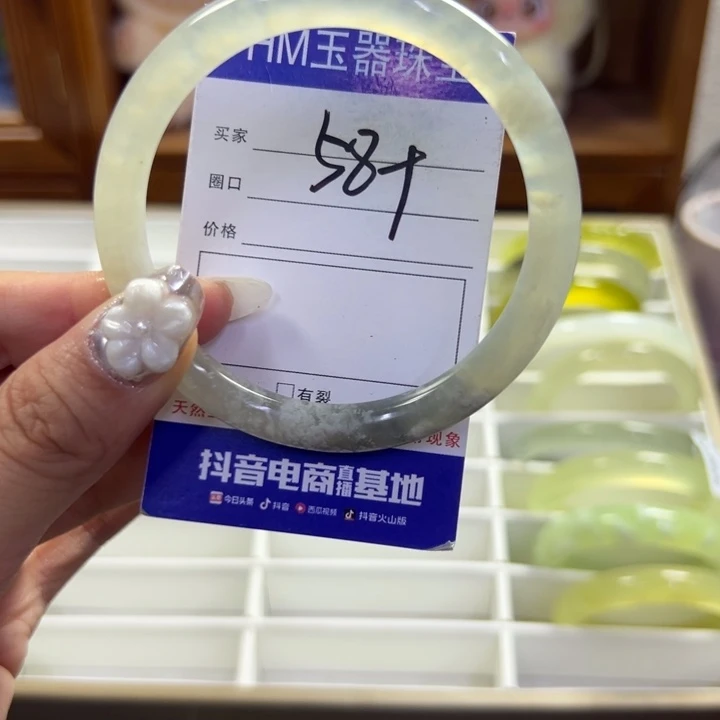 HM玉器珠宝
买家
58+
圈口
价格
有裂
天然
现象
抖音电商直播基地
今日头条 抖音 西瓜视频 抖音火山版